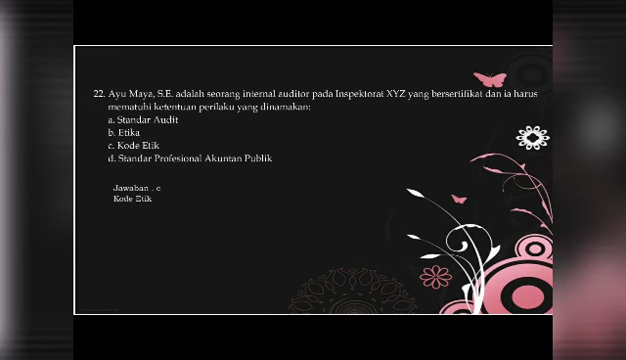 22. Ayu Maya, S.E. adalah seorang internal auditor pada Inspektorat XYZ yang bersertifikat dan ia harus
mematuhi ketentuan perilaku yang dinamakan:
a. Standar Audit
b. Etika
c. Kode Etik
d. Standar Profesional Akuntan Publik
Jawaban . c
Kode Etik